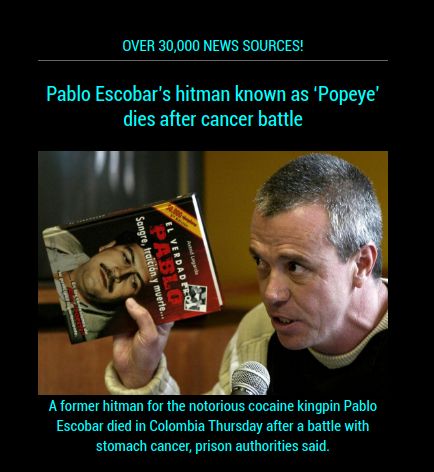 OVER 30,000 NEWS SOURCES!
Pablo Escobar's hitman known as ‘Popeye’
dies after cancer battle
Astrid Legarda
EL VERDADERO
PABLO
Sangre, traición y muerte...
A former hitman for the notorious cocaine kingpin Pablo
Escobar died in Colombia Thursday after a battle with
stomach cancer, prison authorities said.